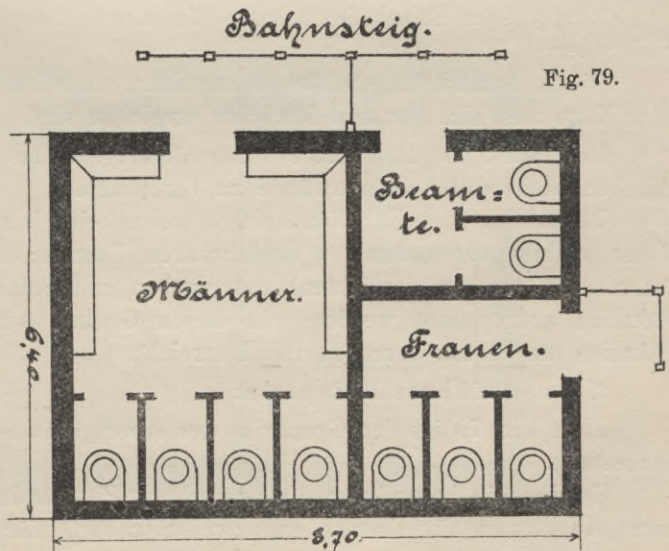 Bahnsteig.
Fig. 79.
Beam=
te.
Männer.
Frauen.
6,40
8,70